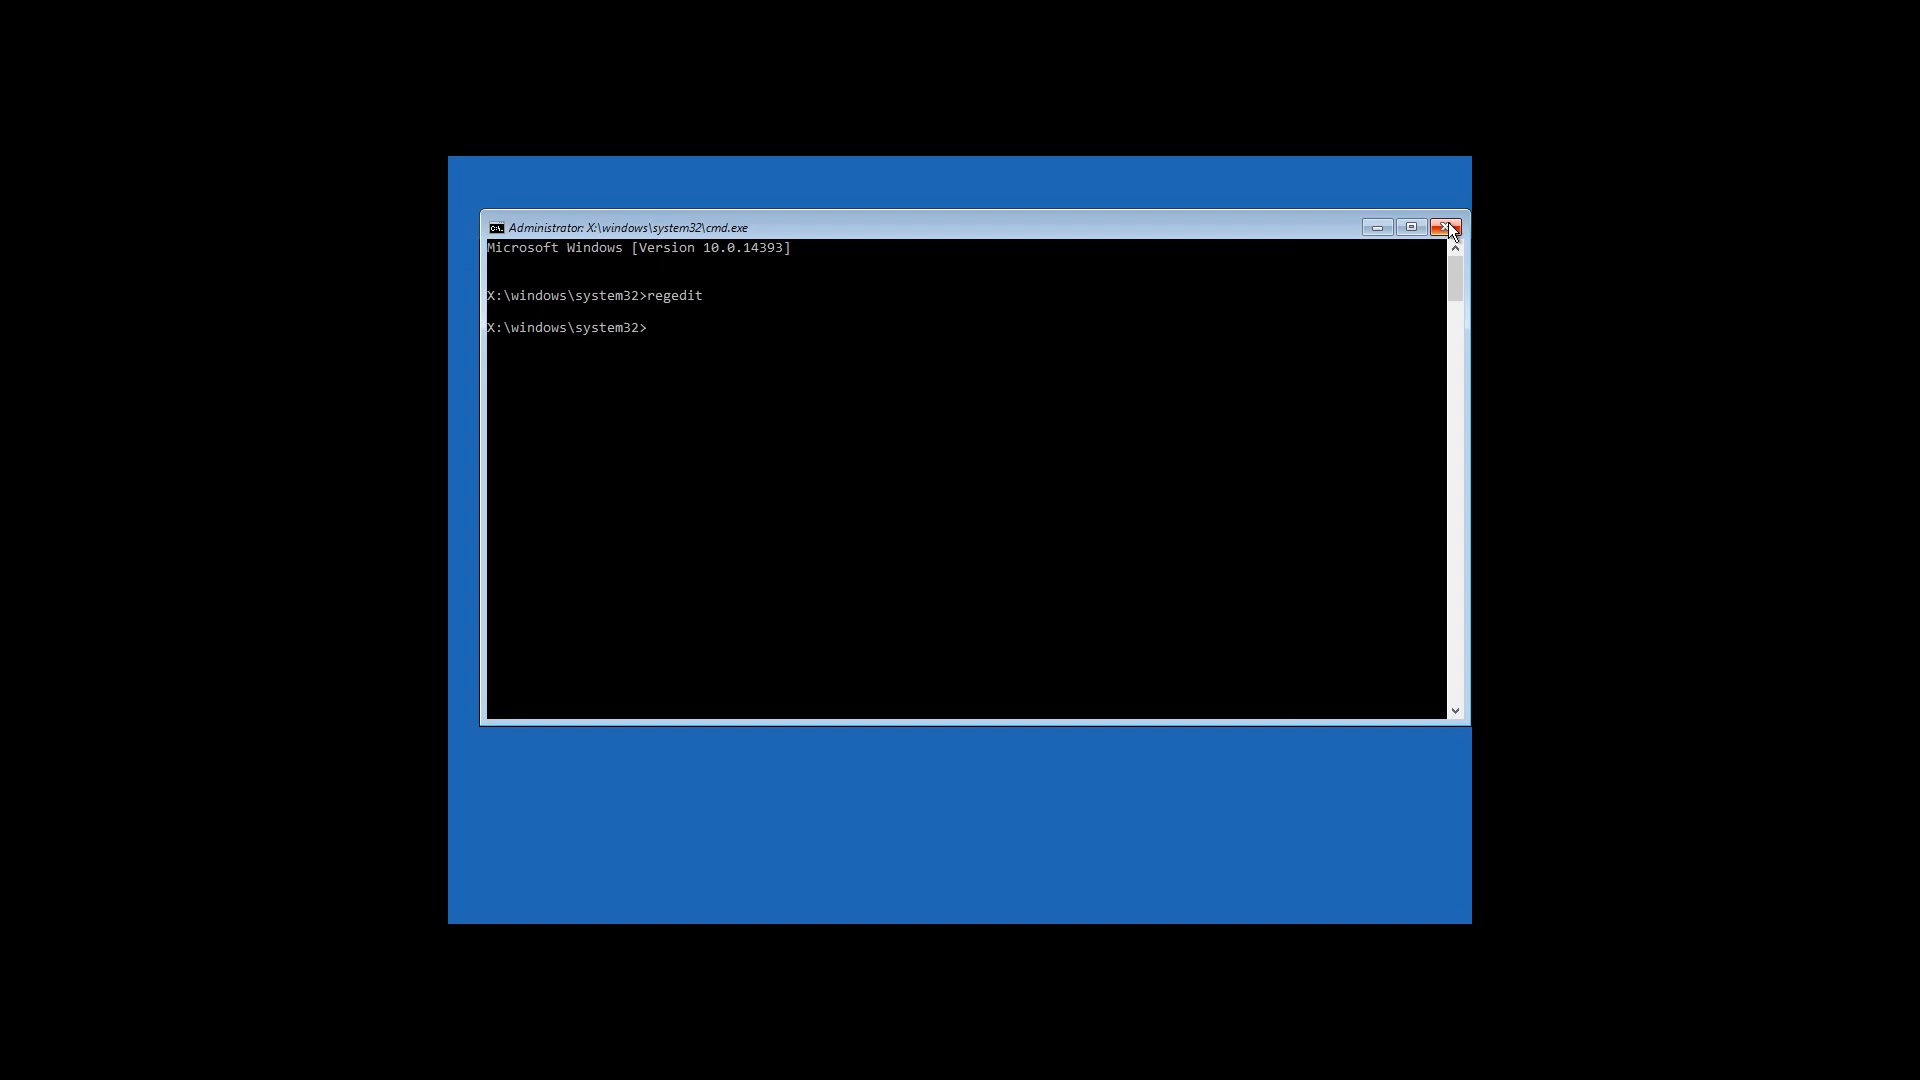 Administrator: X:\windows\system32\cmd.exe
Microsoft Windows [Version 10.0.14393]
X:\windows\system32>regedit
X:\windows\system32>